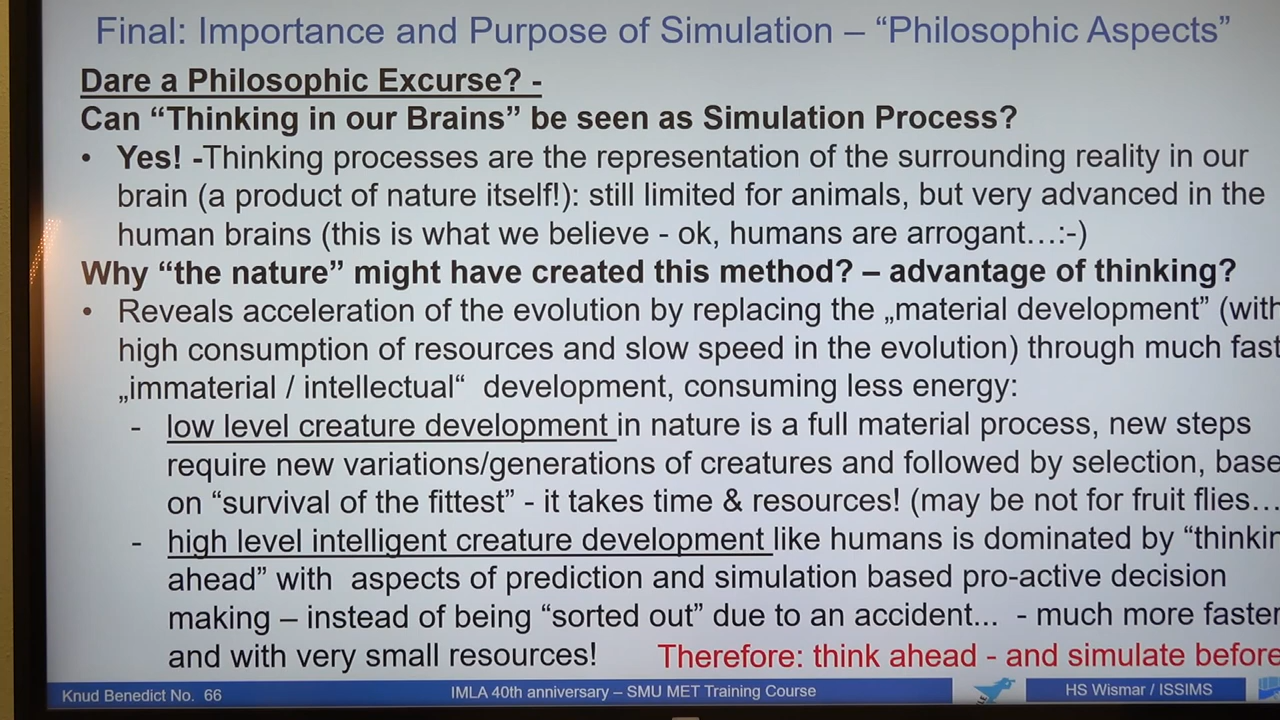 Final: Importance and Purpose of Simulation – “Philosophic Aspects”
Dare a Philosophic Excurse? -
Can “Thinking in our Brains” be seen as Simulation Process?
• Yes! -Thinking processes are the representation of the surrounding reality in our
brain (a product of nature itself!): still limited for animals, but very advanced in the
human brains (this is what we believe - ok, humans are arrogant…:-)
Why “the nature” might have created this method? – advantage of thinking?
• Reveals acceleration of the evolution by replacing the „material development” (with
high consumption of resources and slow speed in the evolution) through much fast
„immaterial / intellectual“ development, consuming less energy:
- low level creature development in nature is a full material process, new steps
require new variations/generations of creatures and followed by selection, base
on “survival of the fittest” - it takes time & resources! (may be not for fruit flies…
- high level intelligent creature development like humans is dominated by “thinkin
ahead” with aspects of prediction and simulation based pro-active decision
making – instead of being “sorted out” due to an accident... - much more faster
and with very small resources!
Therefore: think ahead - and simulate before
Knud Benedict No. 66
IMLA 40th anniversary – SMU MET Training Course
HS Wismar / ISSIMS